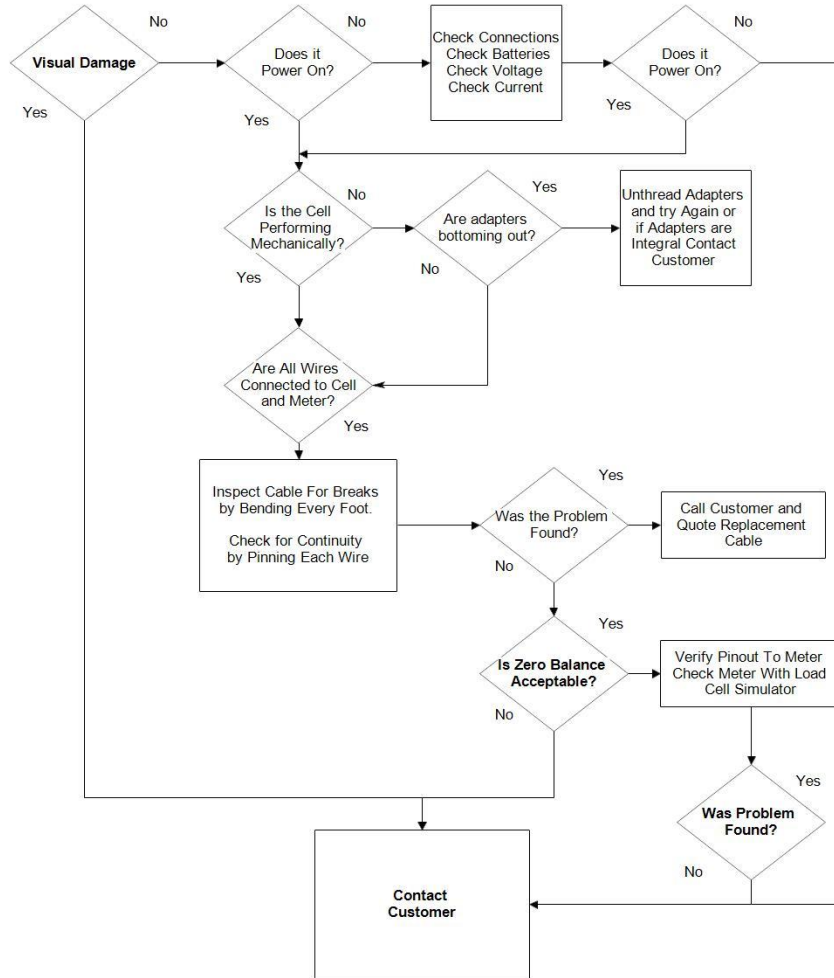 No
No
No
Visual Damage
Does it
Power On?
Check Connections
Check Batteries
Check Voltage
Check Current
Does it
Power On?
Yes
Yes
Yes
Is the Cell
Performing
Mechanically?
No
Yes
Are adapters
bottoming out?
Yes
No
Unthread Adapters
and try Again or
if Adapters are
Integral Contact
Customer
Are All Wires
Connected to Cell
and Meter?
Yes
Inspect Cable For Breaks
by Bending Every Foot.
Check for Continuity
by Pinning Each Wire
Was the Problem
Found?
Yes
No
Call Customer and
Quote Replacement
Cable
Is Zero Balance
Acceptable?
Yes
No
Verify Pinout To Meter
Check Meter With Load
Cell Simulator
Was Problem
Found?
Yes
No
Contact
Customer